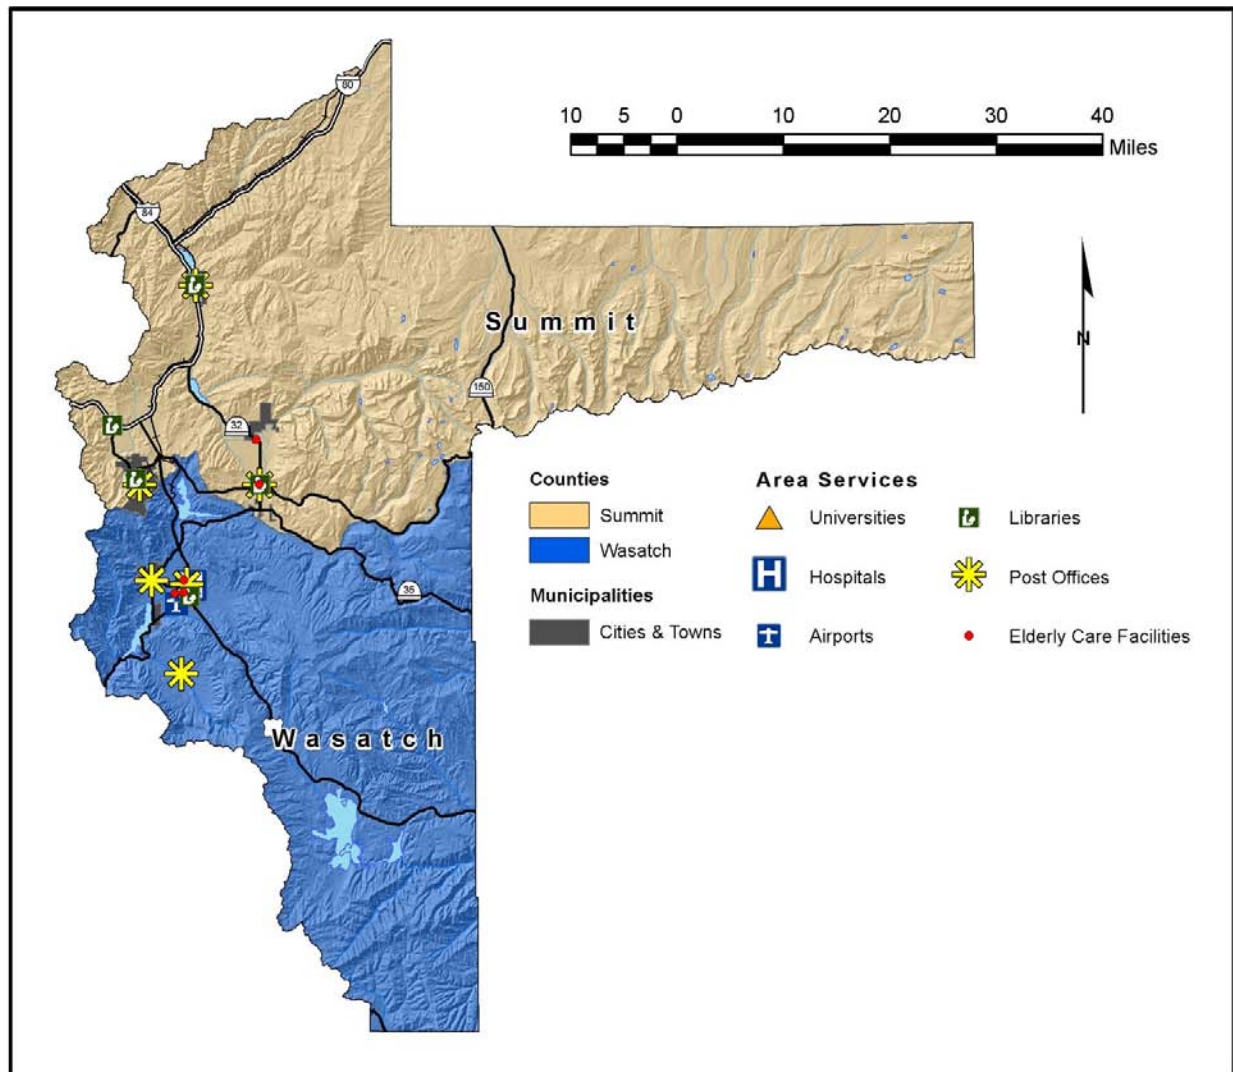 80
10 5 0 10 20 30 40
Miles
84
Summit
N
150
32
Counties
Area Services
Summit
Universities
Libraries
Wasatch
H
Hospitals
Post Offices
Municipalities
35
Cities & Towns
Airports
Elderly Care Facilities
Wasatch